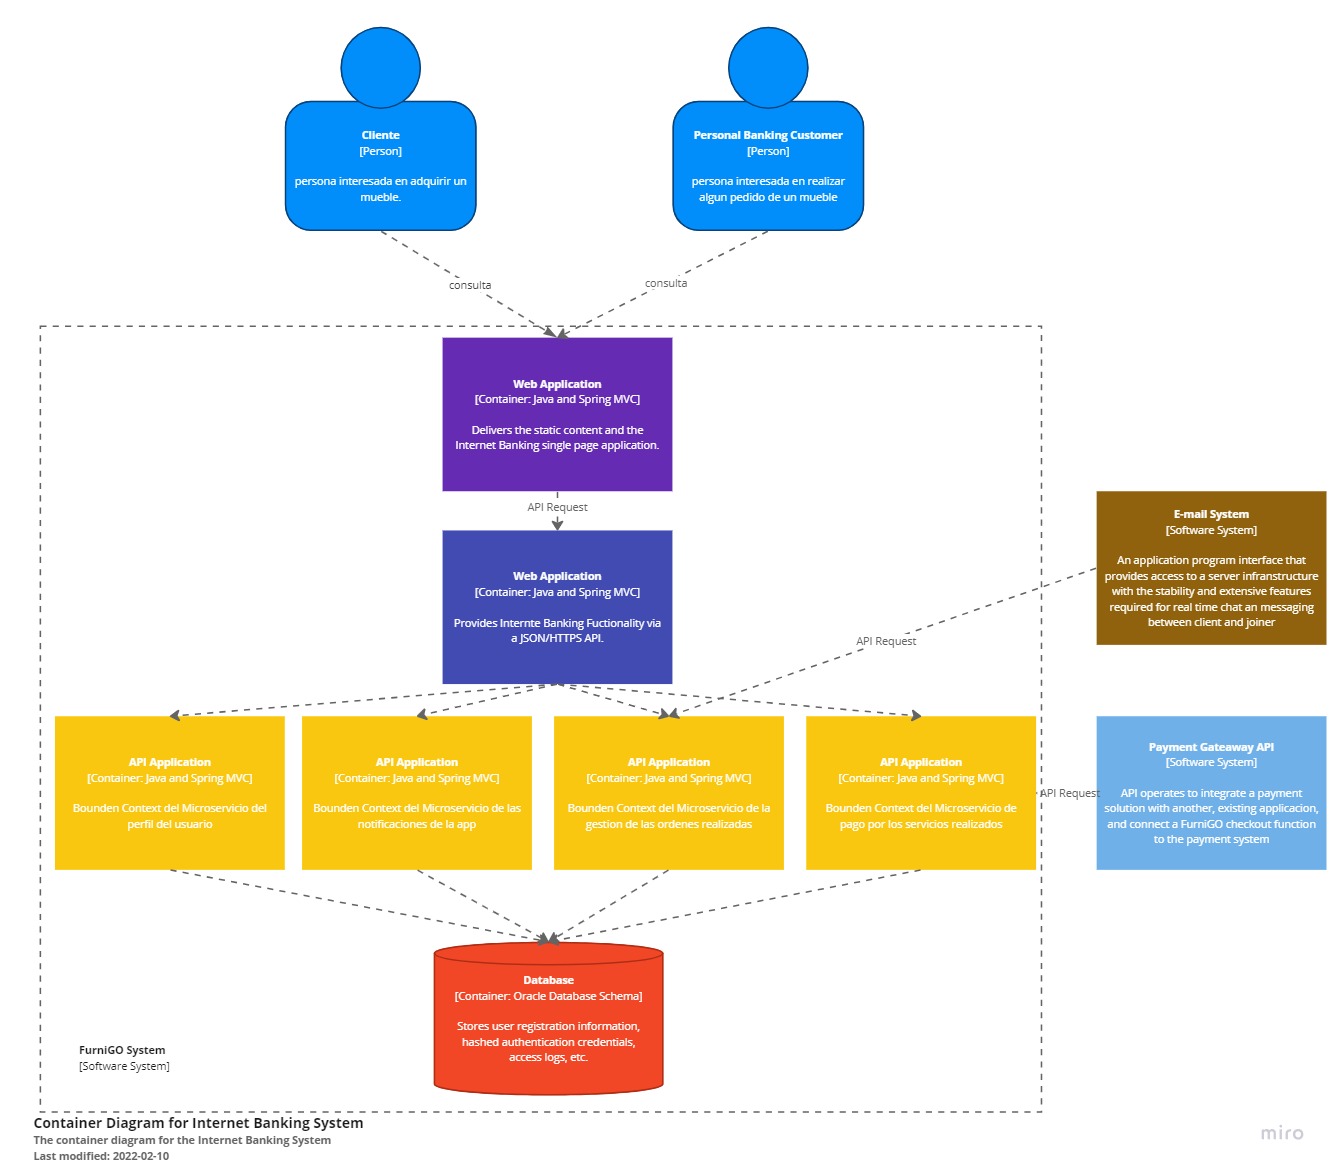 Cliente
[Person]
persona interesada en adquirir un
mueble.
Personal Banking Customer
[Person]
persona interesada en realizar
algun pedido de un mueble
consulta
consulta
Web Application
[Container: Java and Spring MVC]
Delivers the static content and the
Internet Banking single page application.
API Request
Web Application
[Container: Java and Spring MVC]
Provides Internte Banking Fuctionality via
a JSON/HTTPS API.
E-mail System
[Software System]
An application program interface that
provides access to a server infranstructure
with the stability and extensive features
required for real time chat an messaging
between client and joiner
API Request
API Application
[Container: Java and Spring MVC]
Bounden Context del Microservicio del
perfil del usuario
API Application
[Container: Java and Spring MVC]
Bounden Context del Microservicio de las
notificaciones de la app
API Application
[Container: Java and Spring MVC]
Bounden Context del Microservicio de la
gestion de las ordenes realizadas
API Application
[Container: Java and Spring MVC]
Bounden Context del Microservicio de
pago por los servicios realizados
API Request
Payment Gateaway API
[Software System]
API operates to integrate a payment
solution with another, existing applicacion,
and connect a FurniGO checkout function
to the payment system
Database
[Container: Oracle Database Schema]
Stores user registration information,
hashed authentication credentials,
access logs, etc.
FurniGO System
[Software System]
Container Diagram for Internet Banking System
The container diagram for the Internet Banking System
Last modified: 2022-02-10
miro